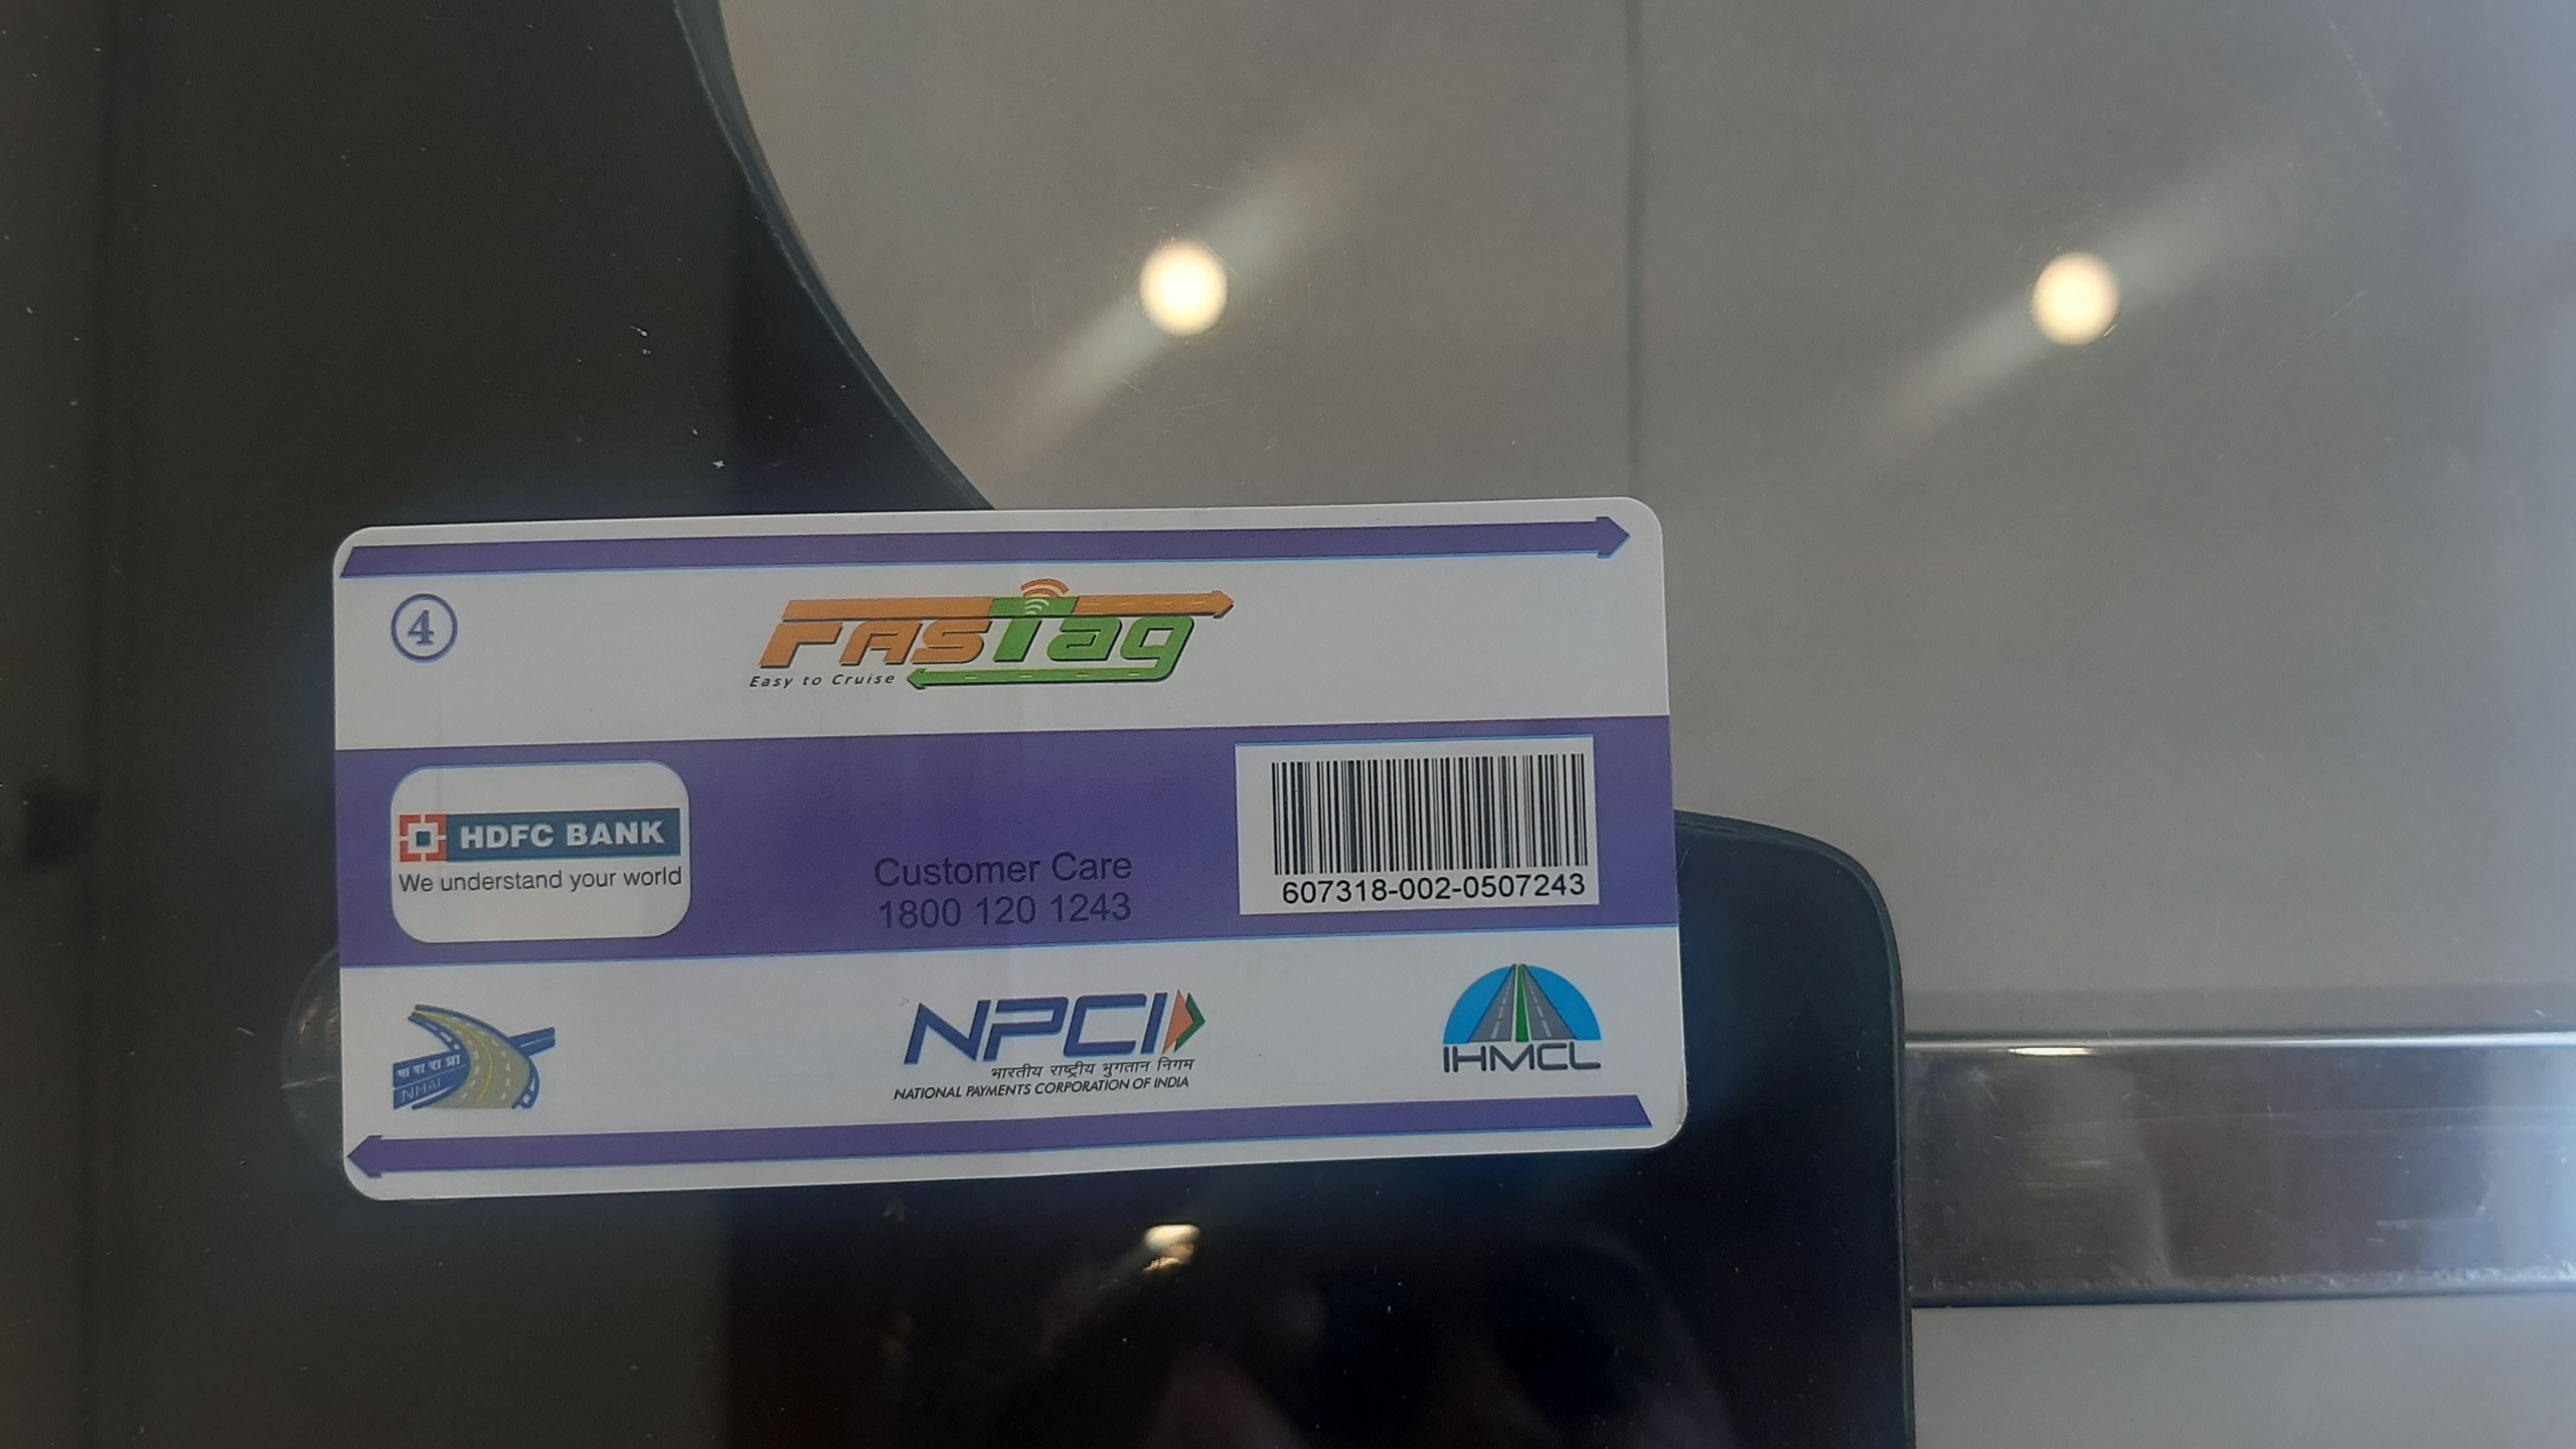 4
FASTag
Easy to Cruise
HDFC BANK
We understand your world
Customer Care
1800 120 1243
607318-002-0507243
भा रा रा प्रा
NHAI
NPCI
भारतीय राष्ट्रीय भुगतान निगम
NATIONAL PAYMENTS CORPORATION OF INDIA
IHMCL